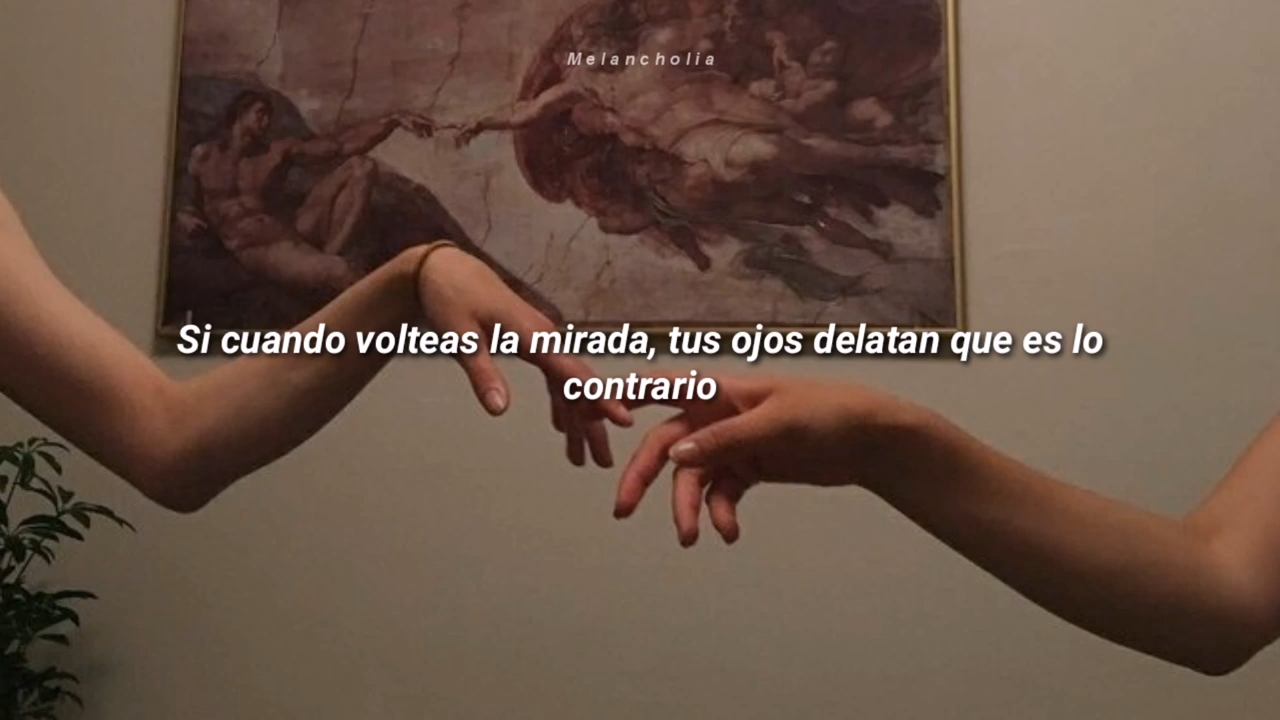 Melancholia
Si cuando volteas la mirada, tus ojos delatan que es lo
contrario